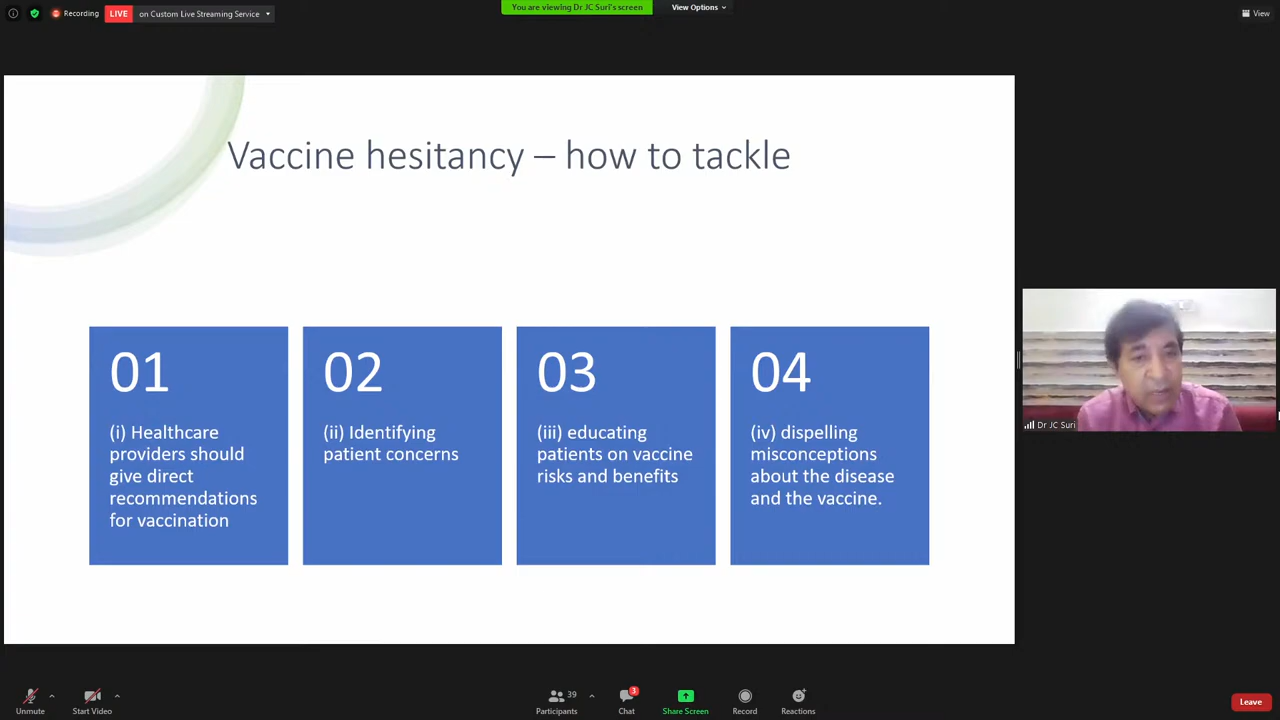 Recording
LIVE
on Custom Live Streaming Service
You are viewing Dr JC Suri's screen
View Options
View
Vaccine hesitancy – how to tackle
01
(i) Healthcare
providers should
give direct
recommendations
for vaccination
02
(ii) Identifying
patient concerns
03
(iii) educating
patients on vaccine
risks and benefits
04
(iv) dispelling
misconceptions
about the disease
and the vaccine.
Dr JC Suri
Unmute
Start Video
39
Participants
3
Chat
Share Screen
Record
Reactions
Leave